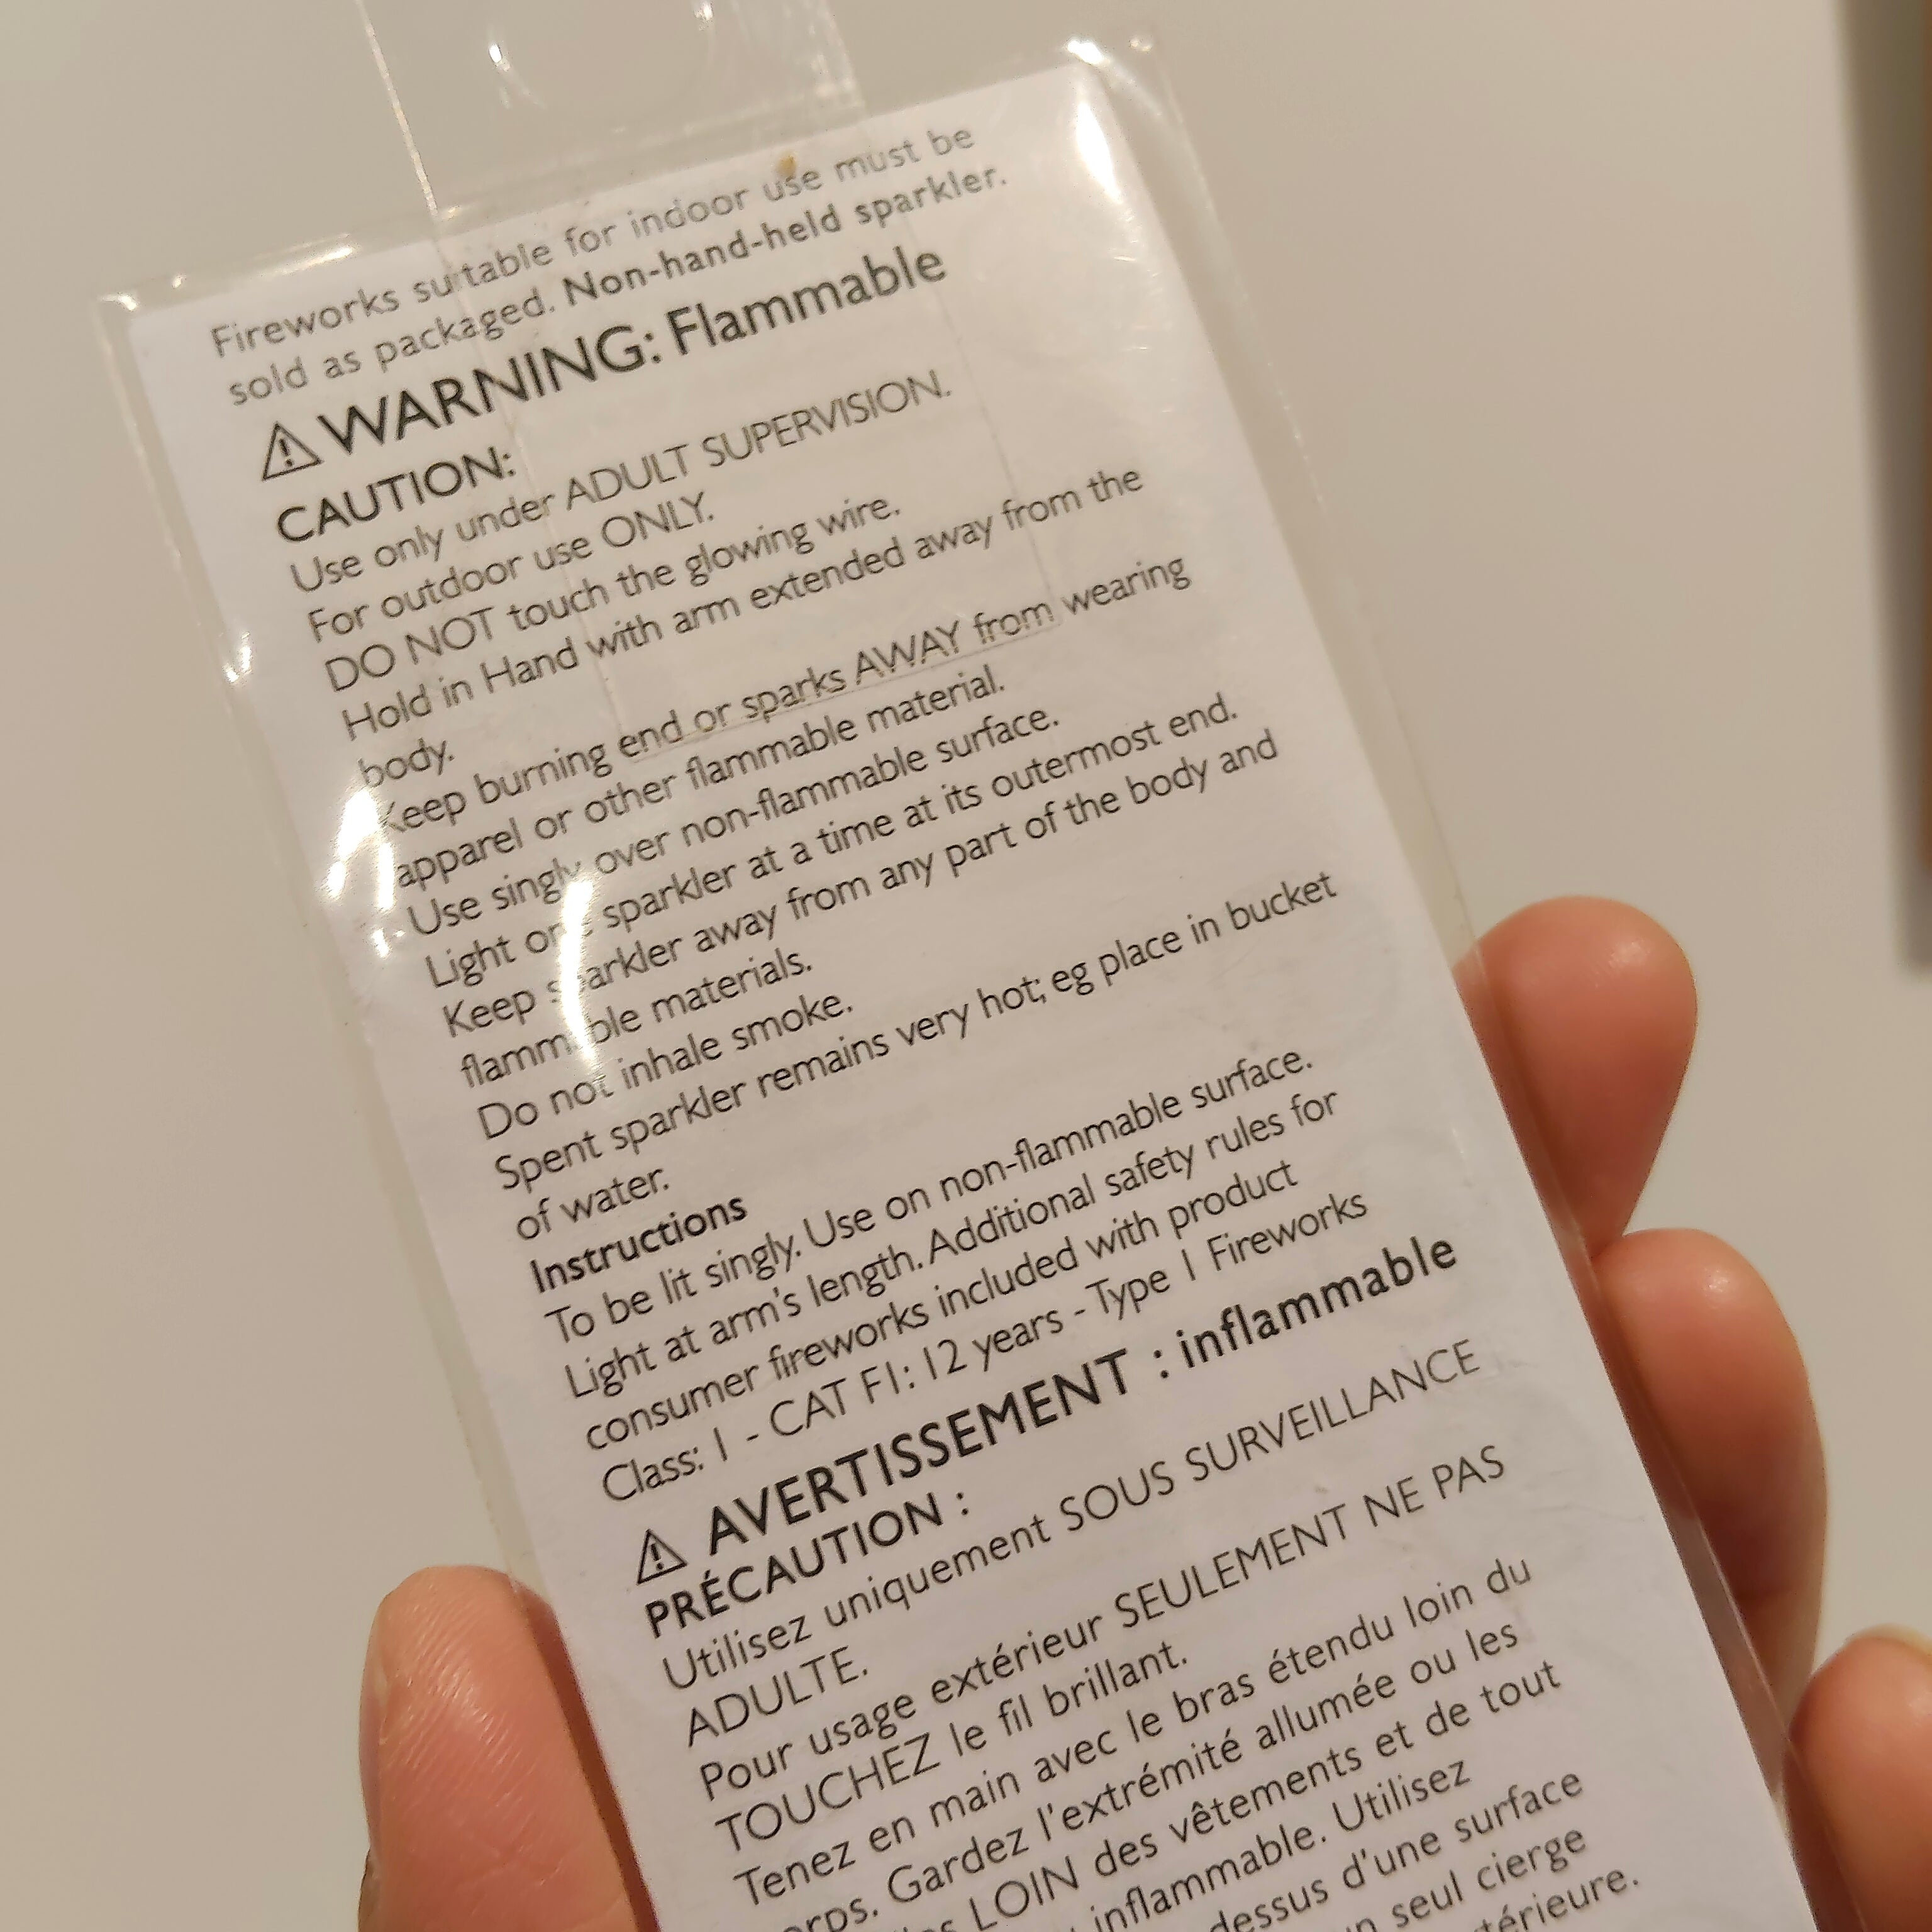 Fireworks suitable for indoor use must be
sold as packaged. Non-hand-held sparkler.
⚠ WARNING: Flammable
CAUTION:
Use only under ADULT SUPERVISION.
For outdoor use ONLY.
DO NOT touch the glowing wire.
Hold in Hand with arm extended away from the
body.
Keep burning end or sparks AWAY from wearing
apparel or other flammable material.
Use singly over non-flammable surface.
Light one sparkler at a time at its outermost end.
Keep sparkler away from any part of the body and
flammable materials.
Do not inhale smoke.
Spent sparkler remains very hot; eg place in bucket
of water.
Instructions
To be lit singly. Use on non-flammable surface.
Light at arm's length. Additional safety rules for
consumer fireworks included with product
Class: 1 - CAT F1: 12 years - Type 1 Fireworks
⚠ AVERTISSEMENT : inflammable
PRÉCAUTION :
Utilisez uniquement SOUS SURVEILLANCE
ADULTE.
Pour usage extérieur SEULEMENT NE PAS
TOUCHEZ le fil brillant.
Tenez en main avec le bras étendu loin du
Gardez l'extrémité allumée ou les
LOIN des vêtements et de tout
inflammable. Utilisez
dessus d'une surface
seul cierge